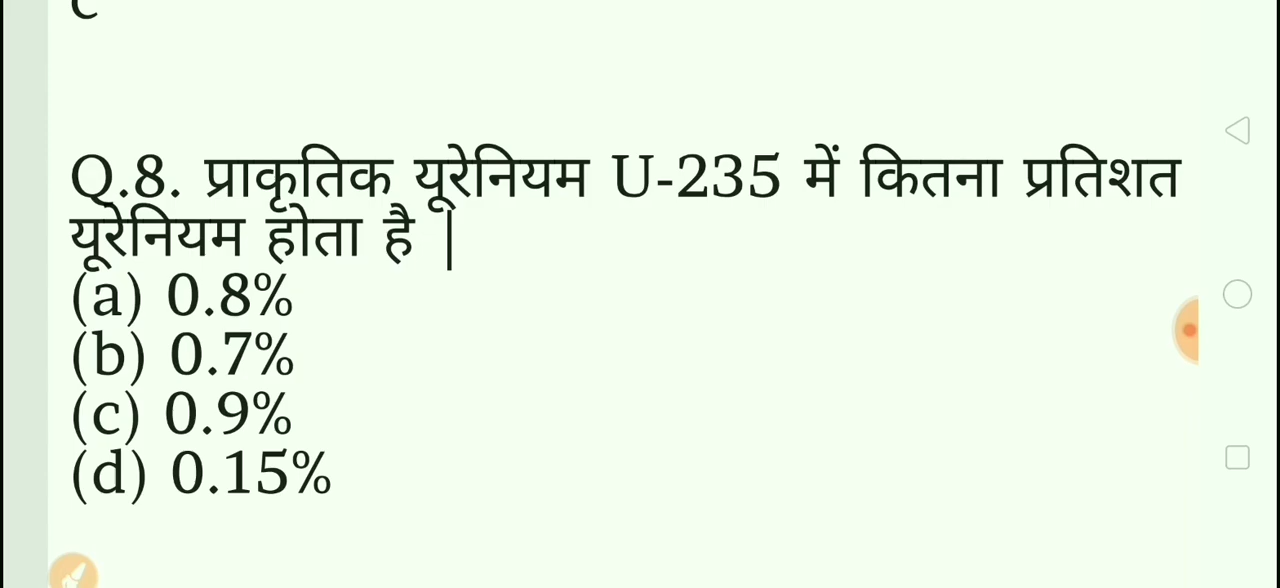 Q.8. प्राकृतिक यूरेनियम U-235 में कितना प्रतिशत
यूरेनियम होता है |
(a) 0.8%
(b) 0.7%
(c) 0.9%
(d) 0.15%